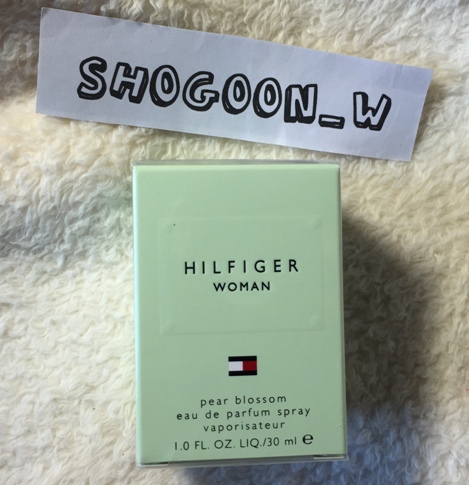 SHOGOON_W
HILFIGER
WOMAN
pear blossom
eau de parfum spray
vaporisateur
1.0 FL. OZ. LIQ./30 ml ℮